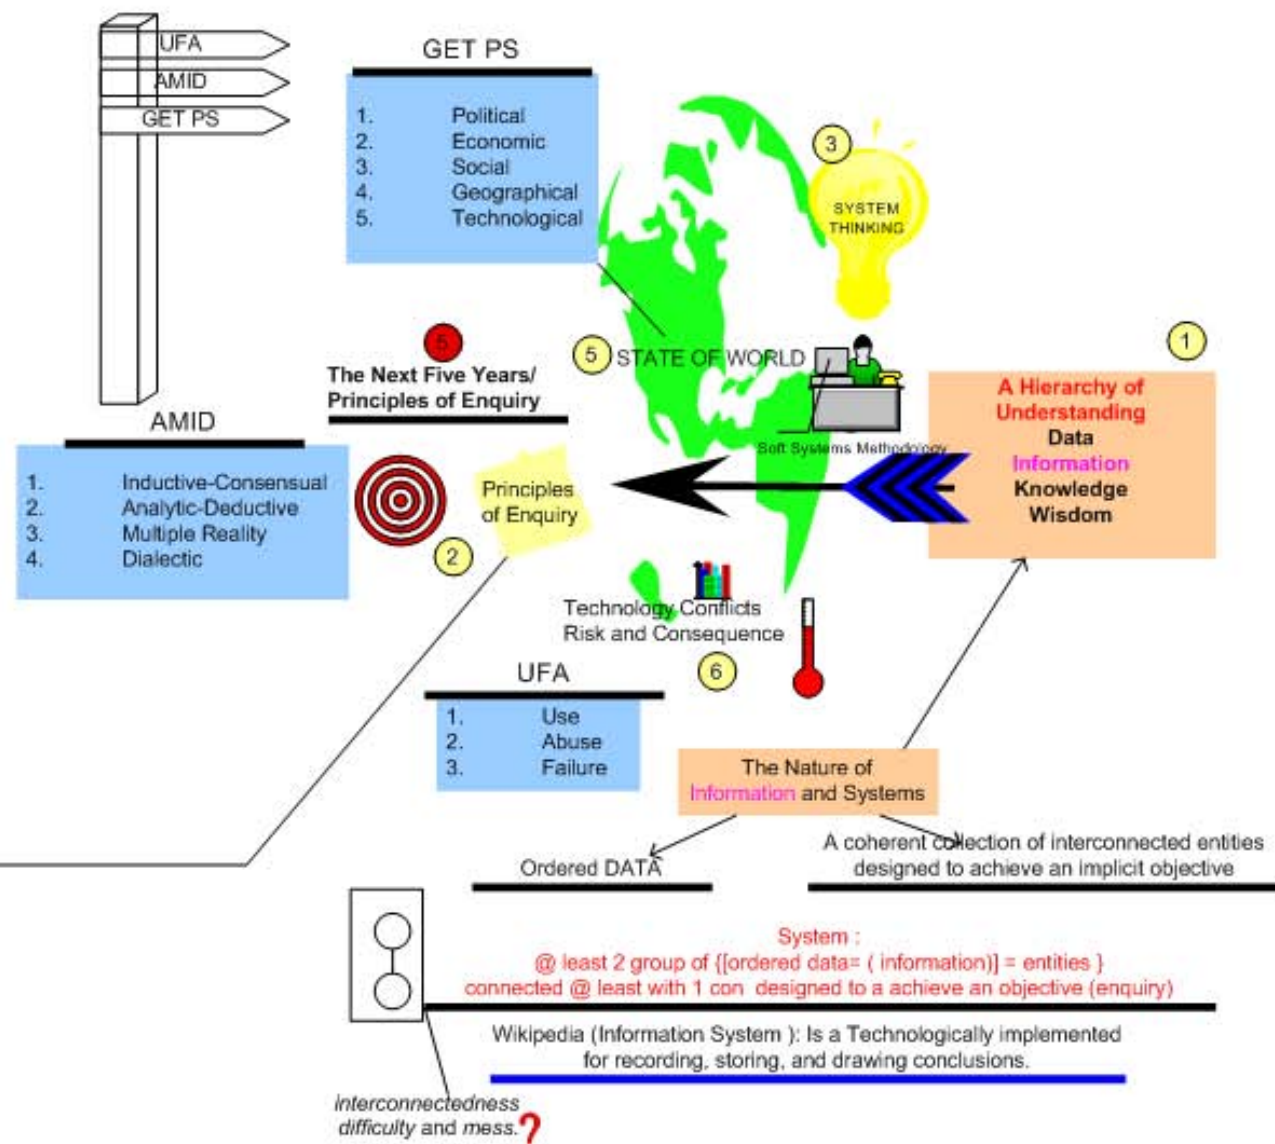 UFA
AMID
GET PS
GET PS
1. Political
2. Economic
3. Social
4. Geographical
5. Technological
3
SYSTEM
THINKING
5
The Next Five Years/
Principles of Enquiry
5
STATE OF WORLD
Soft Systems Methodology
1
A Hierarchy of
Understanding
Data
Information
Knowledge
Wisdom
AMID
1. Inductive-Consensual
2. Analytic-Deductive
3. Multiple Reality
4. Dialectic
Principles
of Enquiry
2
Technology Conflicts
Risk and Consequence
6
UFA
1. Use
2. Abuse
3. Failure
The Nature of
Information and Systems
Ordered DATA
A coherent collection of interconnected entities
designed to achieve an implicit objective
System :
@ least 2 group of {[ordered data= ( information)] = entities }
connected @ least with 1 con designed to a achieve an objective (enquiry)
Wikipedia (Information System ): Is a Technologically implemented
for recording, storing, and drawing conclusions.
interconnectedness
difficulty and mess.?